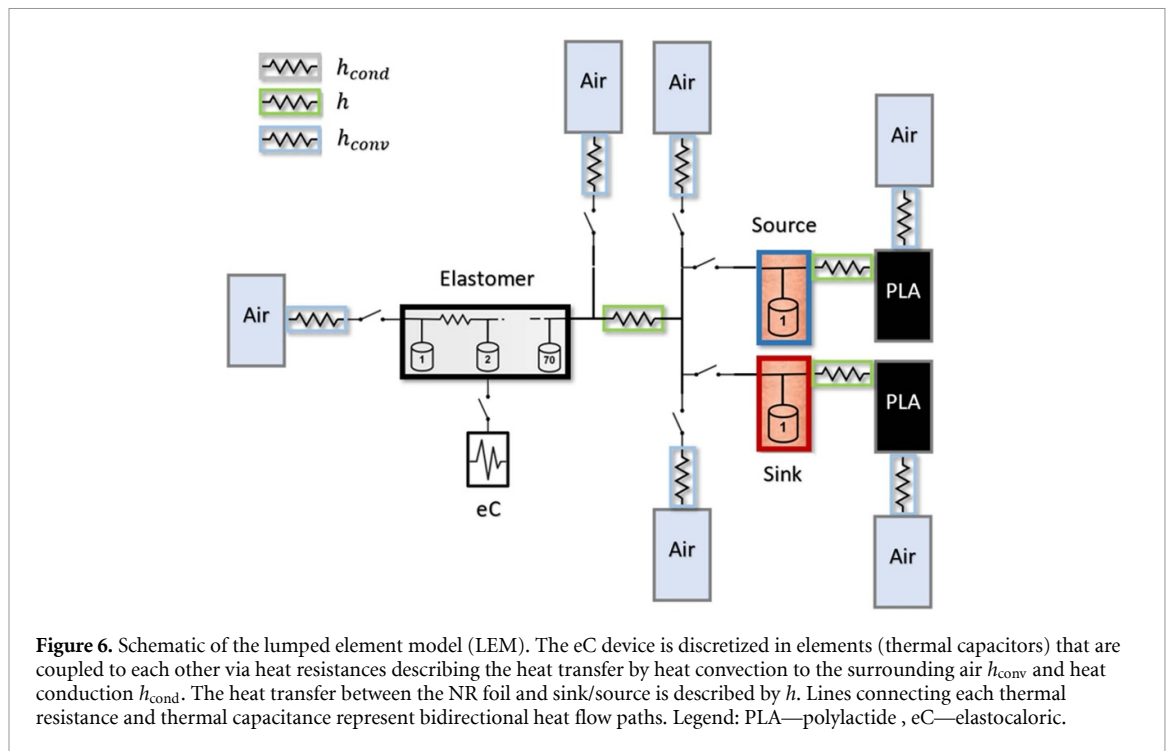 h_cond
h
h_conv
Air
Air
Air
Source
Elastomer
Air
PLA
1
1
2
70
PLA
1
Sink
eC
Air
Air
Figure 6. Schematic of the lumped element model (LEM). The eC device is discretized in elements (thermal capacitors) that are
coupled to each other via heat resistances describing the heat transfer by heat convection to the surrounding air h_conv and heat
conduction h_cond. The heat transfer between the NR foil and sink/source is described by h. Lines connecting each thermal
resistance and thermal capacitance represent bidirectional heat flow paths. Legend: PLA—polylactide , eC—elastocaloric.